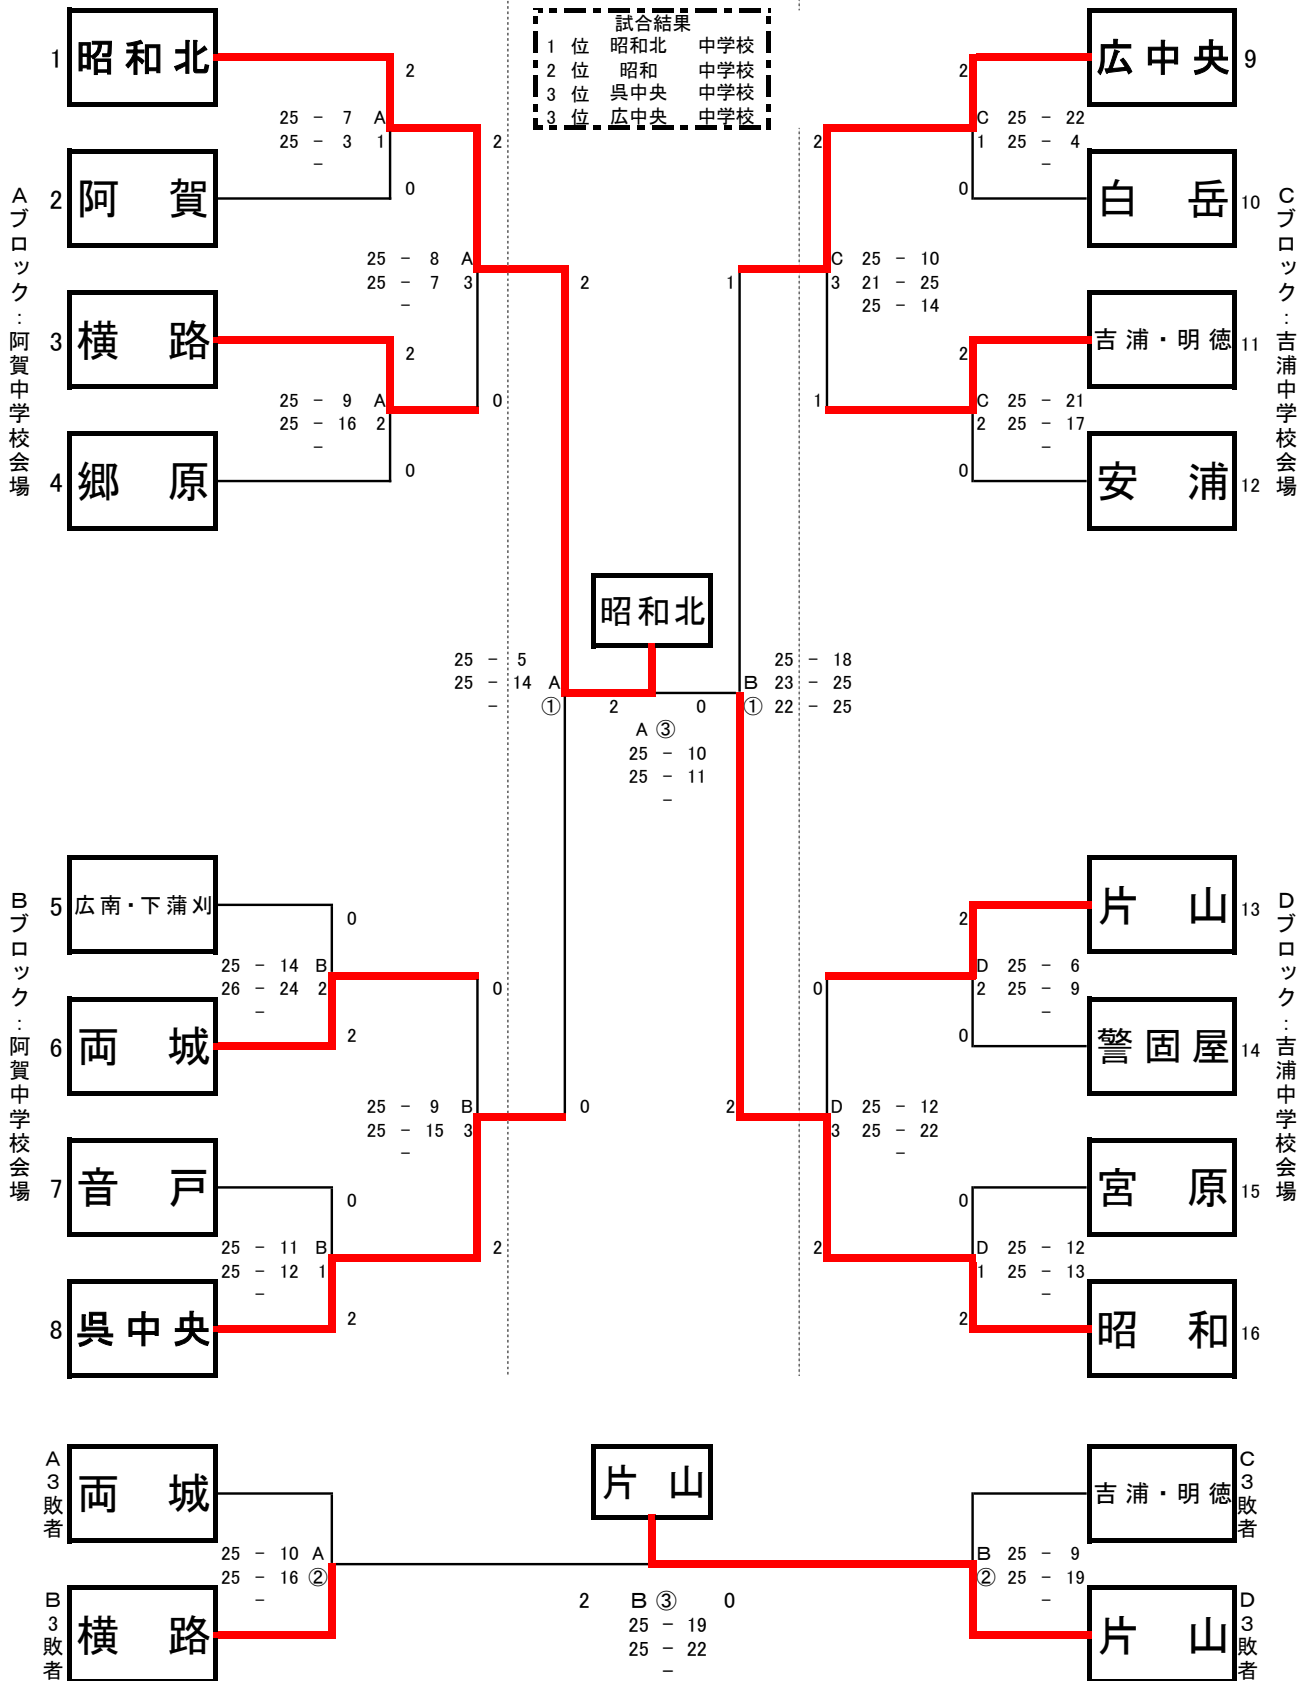 試合結果
1 位 昭和北 中学校
2 位 昭和 中学校
3 位 呉中央 中学校
3 位 広中央 中学校
Aブロック：阿賀中学校会場
1 昭和北
2
25 - 7 A
25 - 3 1
-
2
0
2 阿賀
25 - 8 A
25 - 7 3
-
2
3 横路
2
25 - 9 A
25 - 16 2
-
0
0
4 郷原
Cブロック：吉浦中学校会場
広中央 9
2
C 25 - 22
1 25 - 4
-
2
0
白岳 10
C 25 - 10
3 21 - 25
25 - 14
1
吉浦・明徳 11
2
C 25 - 21
2 25 - 17
-
1
0
安浦 12
昭和北
25 - 5
25 - 14 A
- ①
2 0
A ③
25 - 10
25 - 11
-
25 - 18
B 23 - 25
① 22 - 25
Bブロック：阿賀中学校会場
5 広南・下蒲刈
0
25 - 14 B
26 - 24 2
-
0
2
6 両城
25 - 9 B
25 - 15 3
-
0
7 音戸
0
25 - 11 B
25 - 12 1
-
2
2
8 呉中央
Dブロック：吉浦中学校会場
片山 13
2
D 25 - 6
2 25 - 9
-
0
0
警固屋 14
2
D 25 - 12
3 25 - 22
-
宮原 15
0
D 25 - 12
1 25 - 13
-
2
2
昭和 16
A3敗者
両城
25 - 10 A
25 - 16 ②
-
B3敗者
横路
片山
2 B ③ 0
25 - 19
25 - 22
-
吉浦・明徳
C3敗者
B 25 - 9
② 25 - 19
-
片山
D3敗者